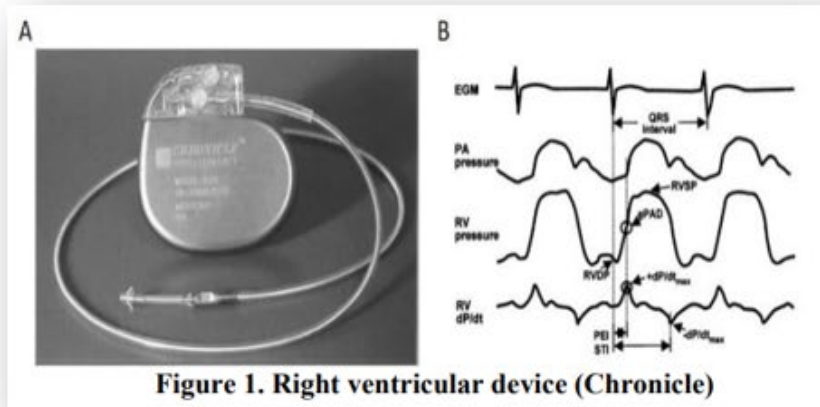 A
B
EGM
QRS
Interval
PA
pressure
RVSP
ePAD
RV
pressure
RVDP
+dP/dtmax
RV
dP/dt
PEI
STI
-dP/dtmax
CHRONICLE
Figure 1. Right ventricular device (Chronicle)